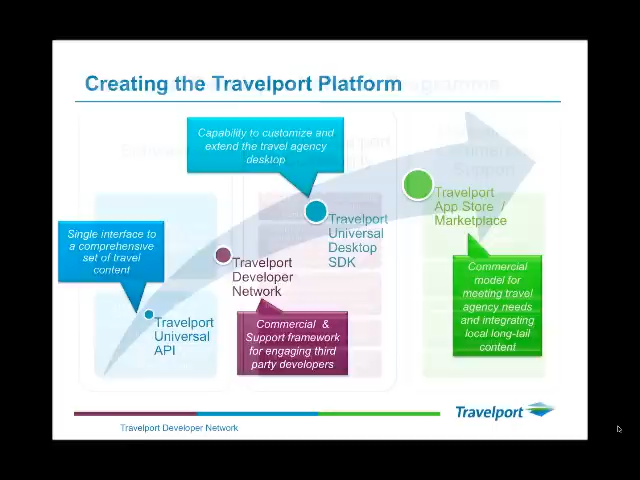 Creating the Travelport Platform
Capability to customize and
extend the travel agency
desktop
Single interface to
a comprehensive
set of travel
content
Travelport
App Store /
Marketplace
Travelport
Universal
Desktop
SDK
Travelport
Developer
Network
Travelport
Universal
API
Commercial &
Support framework
for engaging third
party developers
Commercial
model for
meeting travel
agency needs
and integrating
local long-tail
content
Travelport
Travelport Developer Network